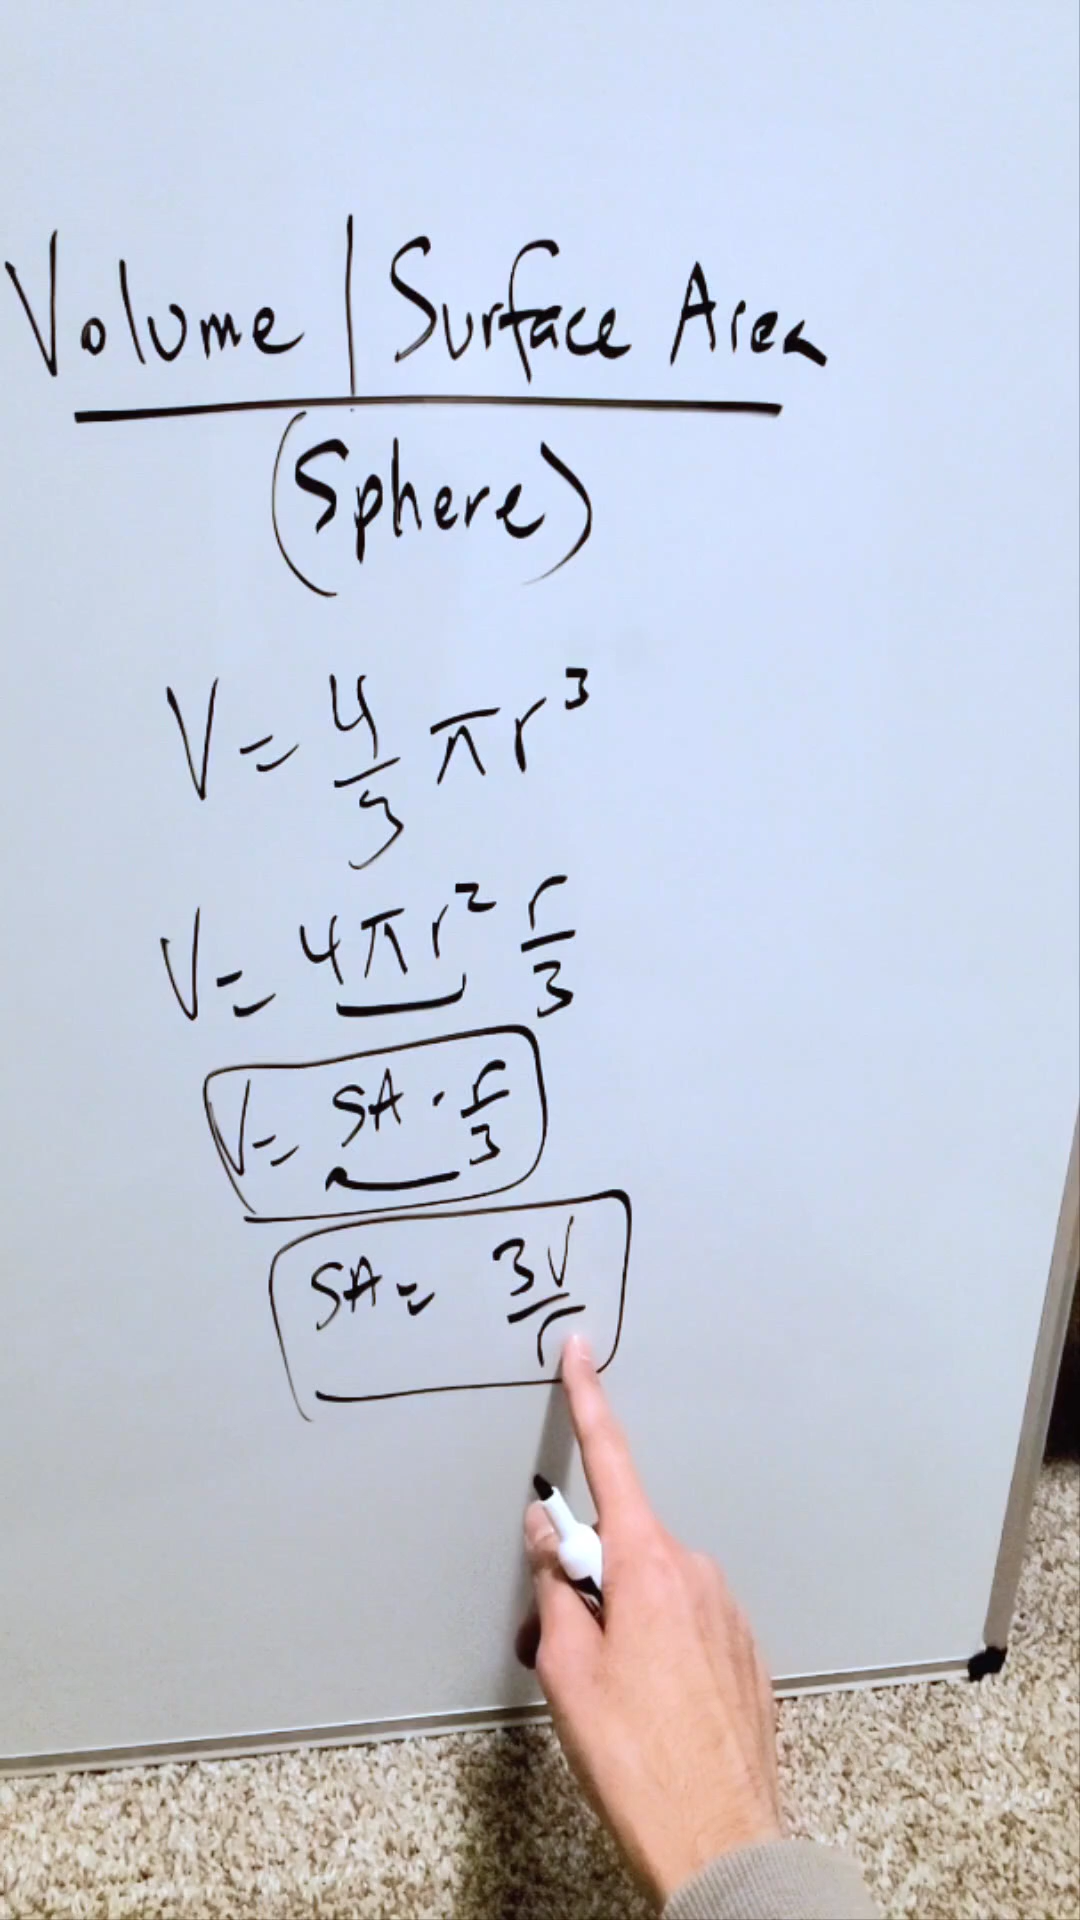 Volume | Surface Area
(Sphere)
V = 4/3 πr³
V = 4πr² r/3
V = SA · r/3
SA = 3V/r